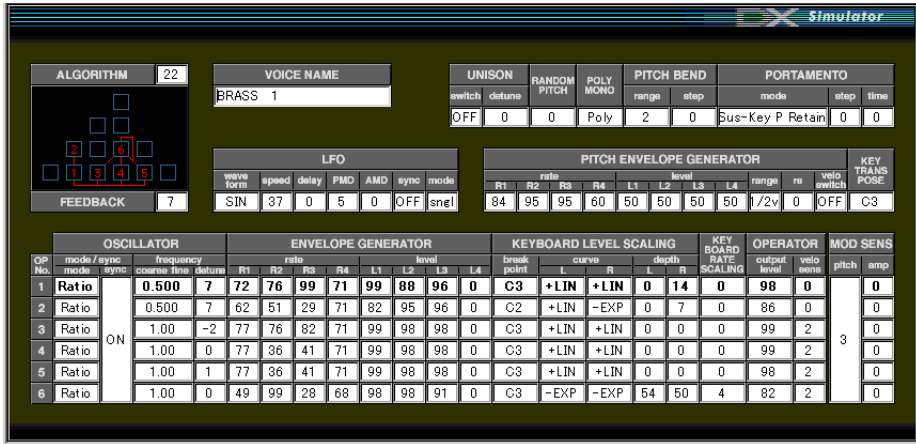 DX Simulator
ALGORITHM 22
VOICE NAME
BRASS 1
UNISON RANDOM PITCH POLY MONO PITCH BEND PORTAMENTO
switch detune range step mode step time
OFF 0 0 Poly 2 0 Sus-Key P Retain 0 0
2 6
1 3 4 5
FEEDBACK 7
LFO
wave form speed delay PMD AMD sync mode
SIN 37 0 5 0 OFF sngl
PITCH ENVELOPE GENERATOR KEY TRANS POSE
rate level range rs velo switch
R1 R2 R3 R4 L1 L2 L3 L4
84 95 95 60 50 50 50 50 1/2v 0 OFF C3
OSCILLATOR ENVELOPE GENERATOR KEYBOARD LEVEL SCALING KEY BOARD RATE SCALING OPERATOR MOD SENS
OP No. mode / sync frequency rate level break point curve depth output level velo sens pitch amp
mode sync coarse fine detune R1 R2 R3 R4 L1 L2 L3 L4 L R L R
1 Ratio 0.500 7 72 76 99 71 99 88 96 0 C3 +LIN +LIN 0 14 0 98 0 0
2 Ratio 0.500 7 62 51 29 71 82 95 96 0 C2 +LIN -EXP 0 7 0 86 0 0
3 Ratio 1.00 -2 77 76 82 71 99 98 98 0 C3 +LIN +LIN 0 0 0 99 2 0
ON 3
4 Ratio 1.00 0 77 36 41 71 99 98 98 0 C3 +LIN +LIN 0 0 0 99 2 0
5 Ratio 1.00 1 77 36 41 71 99 98 98 0 C3 +LIN +LIN 0 0 0 98 2 0
6 Ratio 1.00 0 49 99 28 68 98 98 91 0 C3 -EXP -EXP 54 50 4 82 2 0